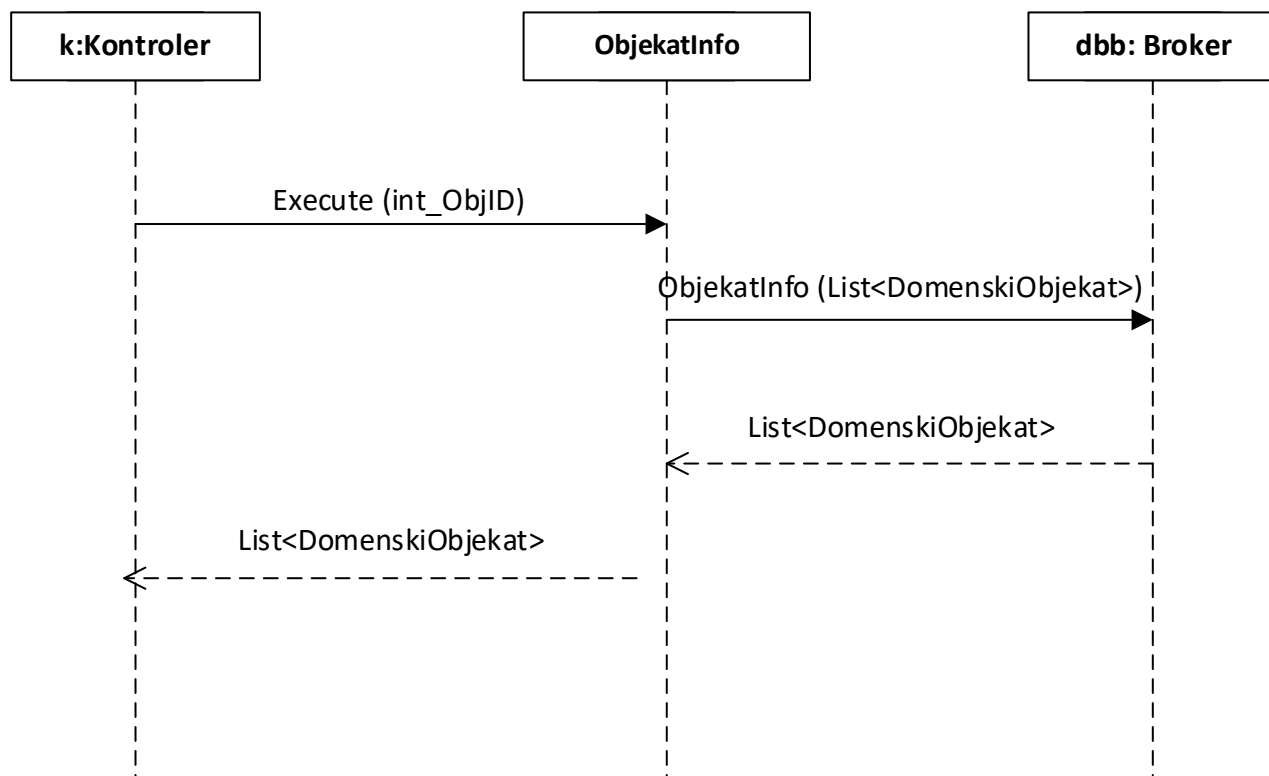 k:Kontroler
ObjekatInfo
dbb: Broker
Execute (int_ObjID)
ObjekatInfo (List<DomenskiObjekat>)
List<DomenskiObjekat>
List<DomenskiObjekat>